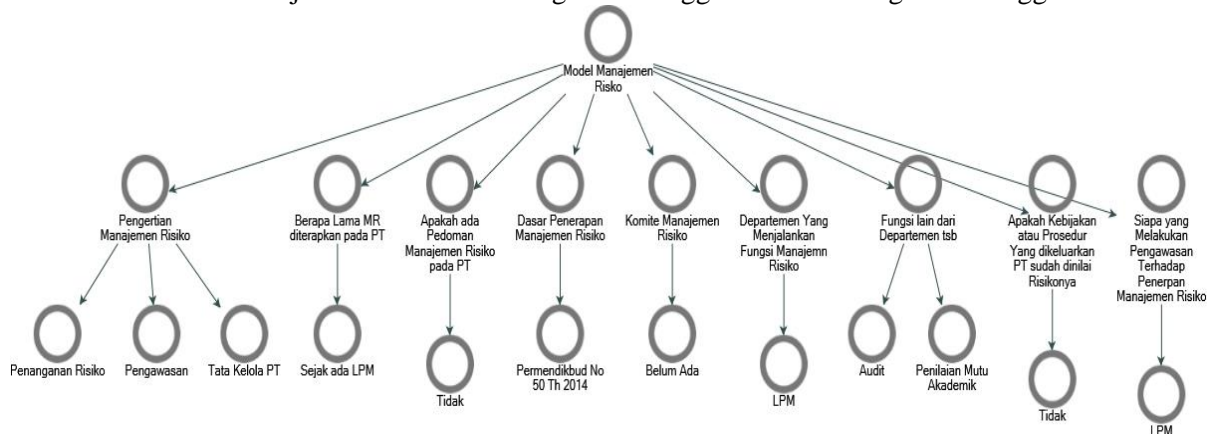 Model Manajemen
Risko
Pengertian
Manajemen Risiko
Berapa Lama MR
diterapkan pada PT
Apakah ada
Pedoman
Manajemen Risiko
pada PT
Dasar Penerapan
Manajemen Risiko
Komite Manajemen
Risiko
Departemen Yang
Menjalankan
Fungsi Manajemn
Risiko
Fungsi lain dari
Departemen tsb
Apakah Kebijakan
atau Prosedur
Yang dikeluarkan
PT sudah dinilai
Risikonya
Siapa yang
Melakukan
Pengawasan
Terhadap
Penerpan
Manajemen Risiko
Penanganan Risiko
Pengawasan
Tata Kelola PT
Sejak ada LPM
Tidak
Permendikbud No
50 Th 2014
Belum Ada
LPM
Audit
Penilaian Mutu
Akademik
Tidak
LPM